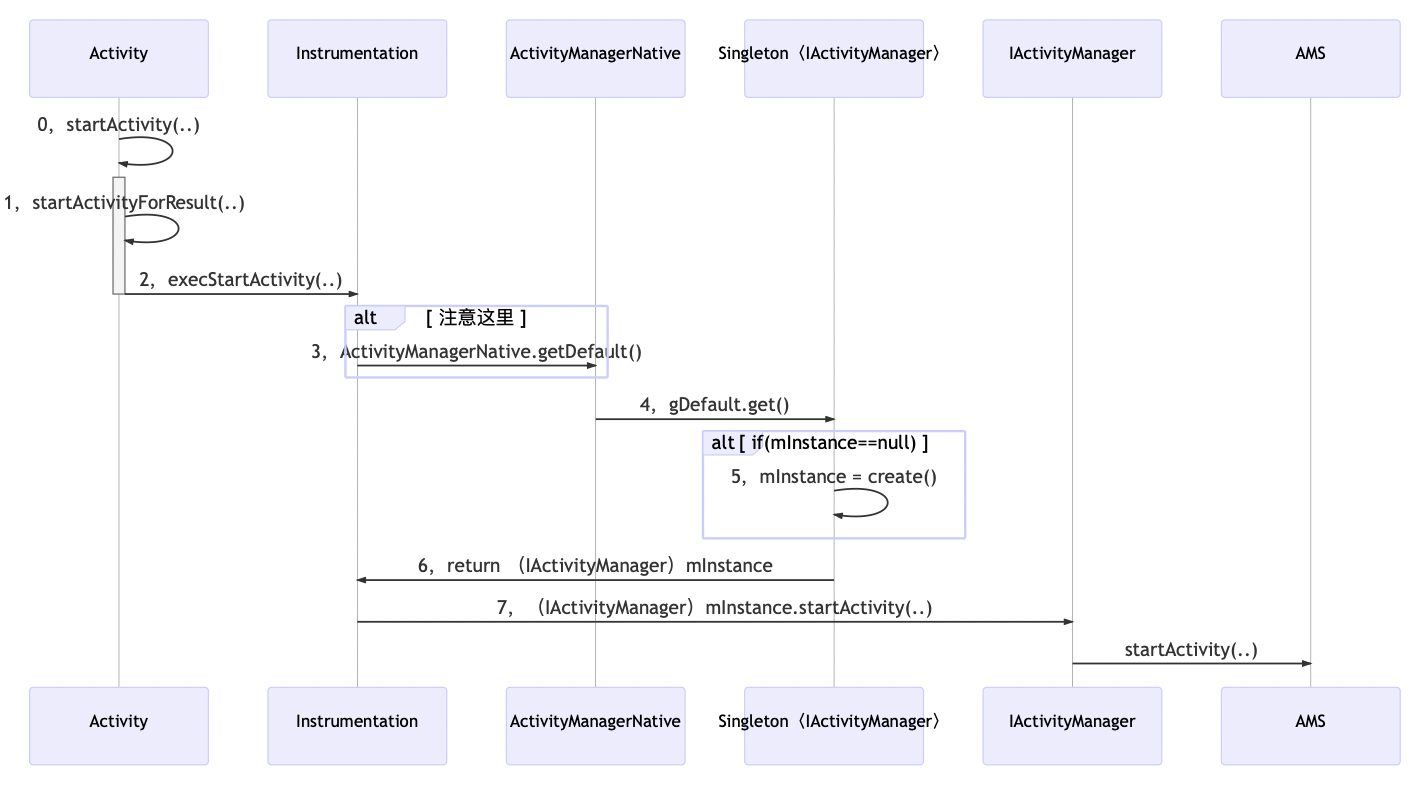 Activity
Instrumentation
ActivityManagerNative
Singleton〈IActivityManager〉
IActivityManager
AMS
0，startActivity(..)
1，startActivityForResult(..)
2，execStartActivity(..)
alt
[ 注意这里 ]
3，ActivityManagerNative.getDefault()
4，gDefault.get()
alt [ if(mInstance==null) ]
5，mInstance = create()
6，return （IActivityManager）mInstance
7，（IActivityManager）mInstance.startActivity(..)
startActivity(..)
Activity
Instrumentation
ActivityManagerNative
Singleton〈IActivityManager〉
IActivityManager
AMS